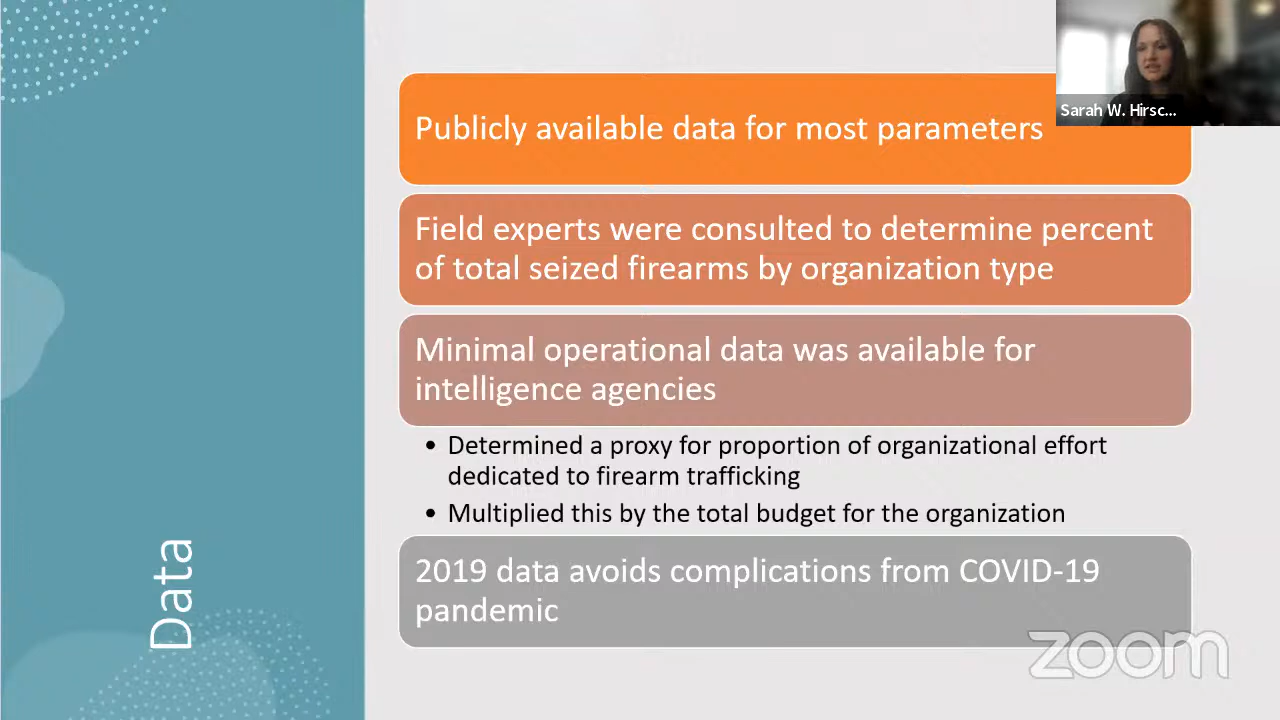 Sarah W. Hirsc...
Publicly available data for most parameters
Field experts were consulted to determine percent
of total seized firearms by organization type
Minimal operational data was available for
intelligence agencies
• Determined a proxy for proportion of organizational effort
dedicated to firearm trafficking
• Multiplied this by the total budget for the organization
2019 data avoids complications from COVID-19
pandemic
Data
zoom